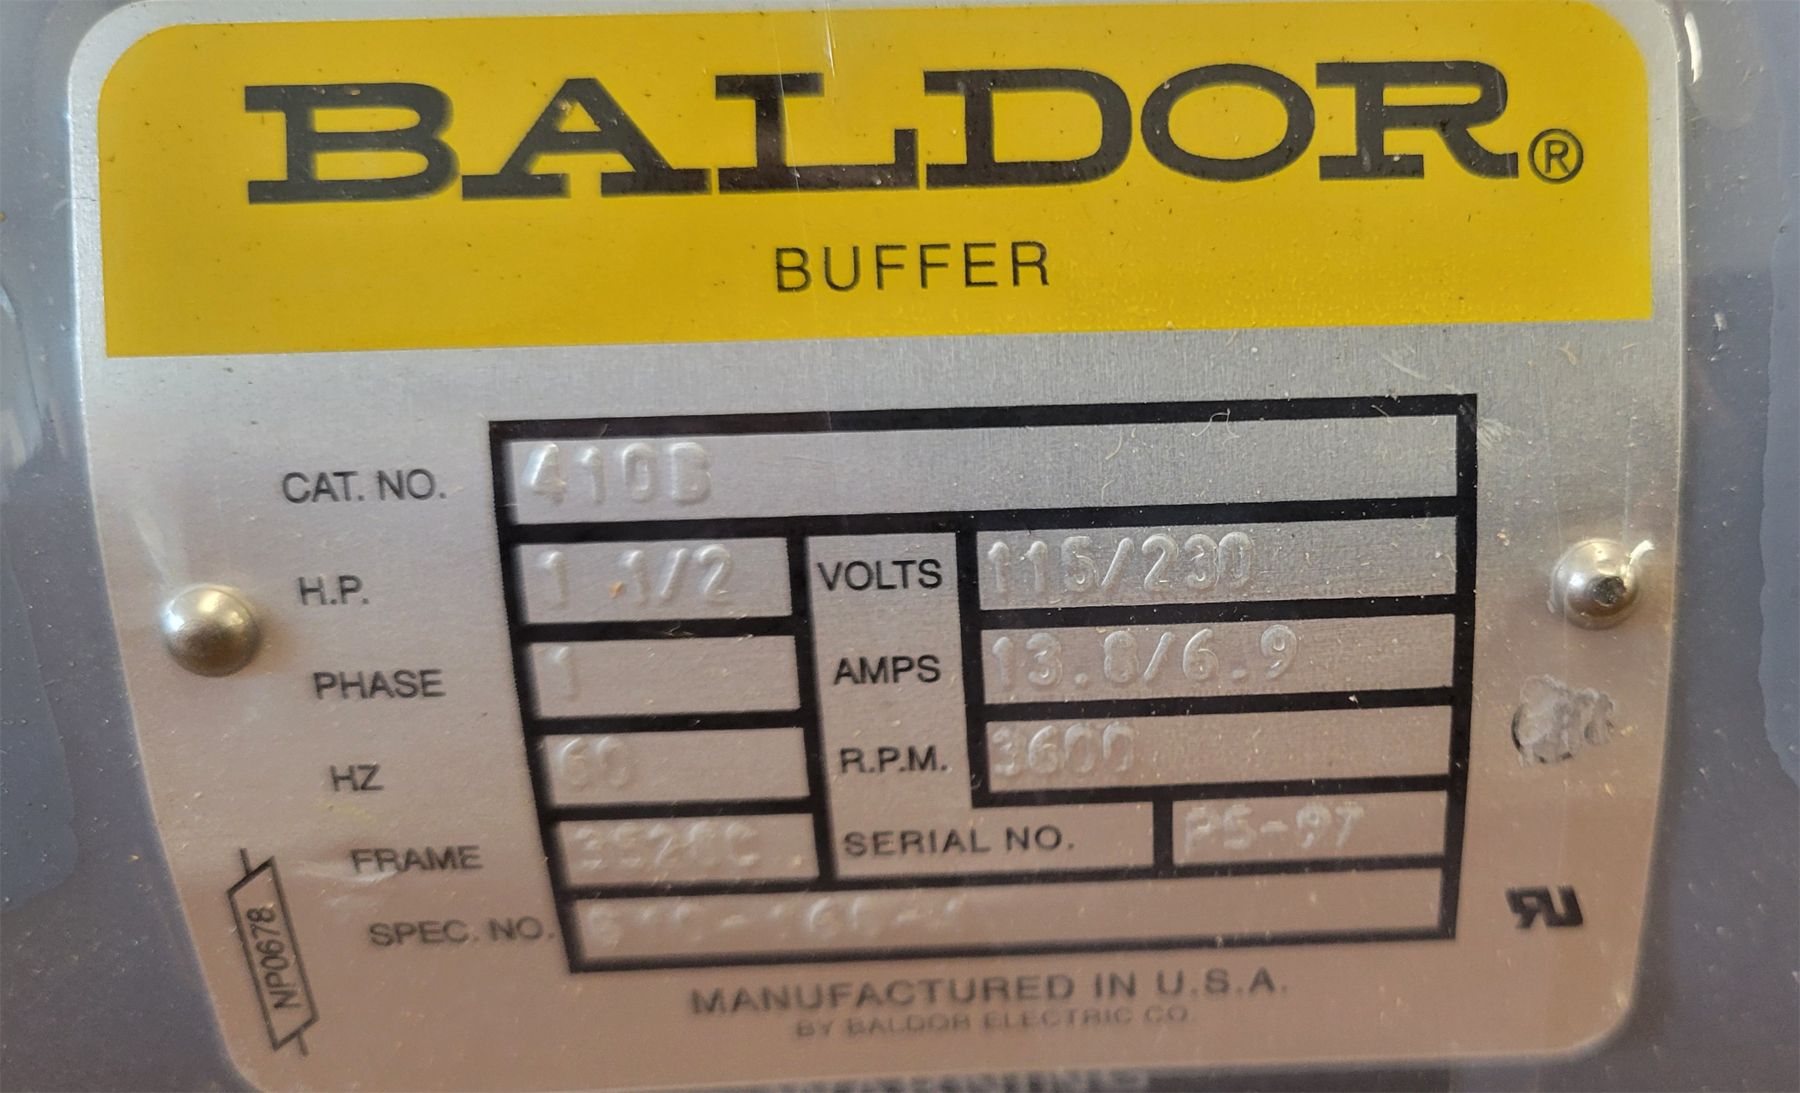 BALDOR®
BUFFER
CAT. NO. 410B
H.P. 1 1/2 VOLTS 115/230
PHASE 1 AMPS 13.8/6.9
HZ 60 R.P.M. 3600
FRAME SERIAL NO. P5-97
SPEC. NO.
NP0678
MANUFACTURED IN U.S.A.
BY BALDOR ELECTRIC CO.